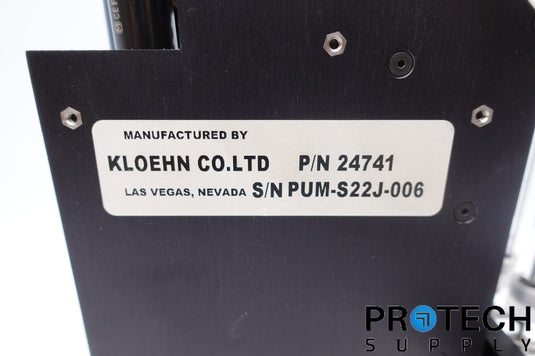 MANUFACTURED BY
KLOEHN CO.LTD P/N 24741
LAS VEGAS, NEVADA S/N PUM-S22J-006
PROTECH
SUPPLY